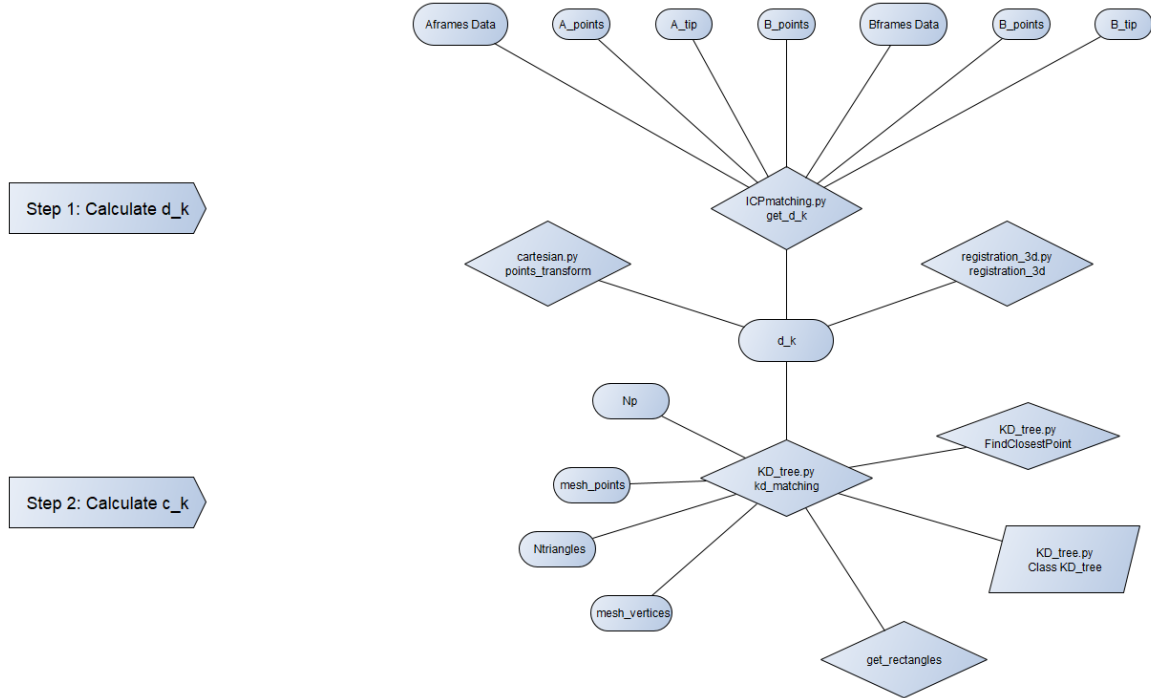 Aframes Data
A_points
A_tip
B_points
Bframes Data
B_points
B_tip
Step 1: Calculate d_k
ICPmatching.py
get_d_k
cartesian.py
points_transform
registration_3d.py
registration_3d
d_k
Np
KD_tree.py
FindClosestPoint
Step 2: Calculate c_k
mesh_points
KD_tree.py
kd_matching
Ntriangles
KD_tree.py
Class KD_tree
mesh_vertices
get_rectangles